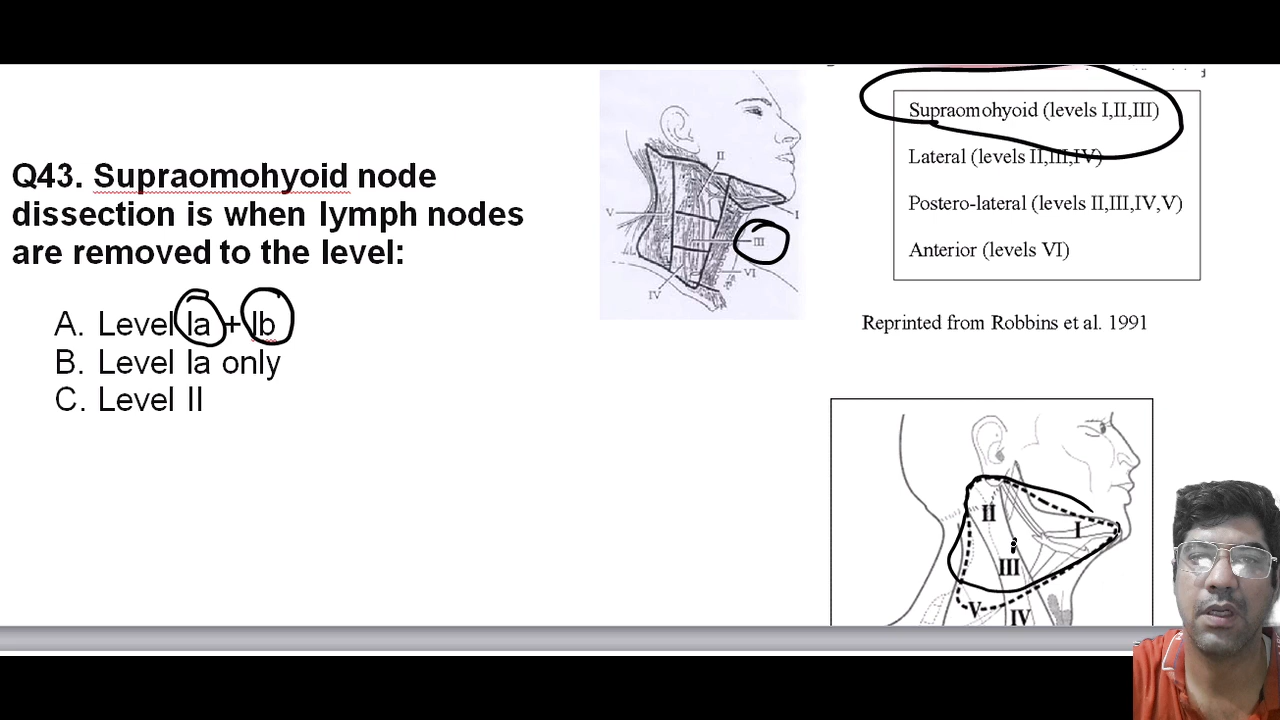 Q43. Supraomohyoid node
dissection is when lymph nodes
are removed to the level:
A. Level Ia + Ib
B. Level Ia only
C. Level II
II
V
I
III
VI
IV
Supraomohyoid (levels I,II,III)
Lateral (levels II,III,IV)
Postero-lateral (levels II,III,IV,V)
Anterior (levels VI)
Reprinted from Robbins et al. 1991
II
I
III
V
IV